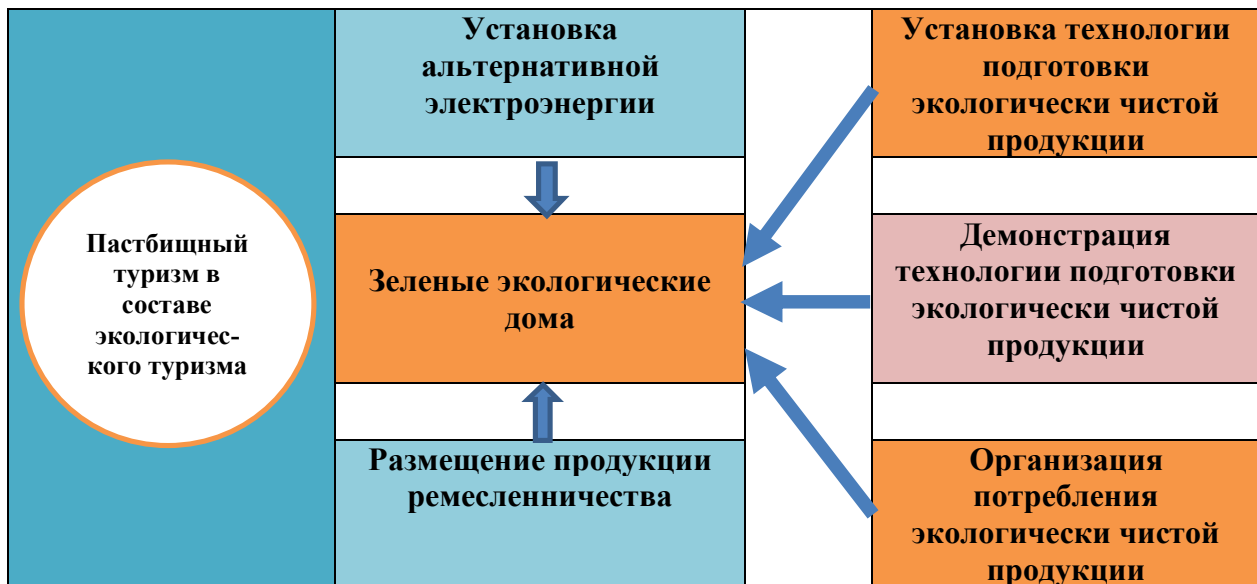 Пастбищный
туризм в
составе
экологичес-
кого туризма
Установка
альтернативной
электроэнергии
Зеленые экологические
дома
Размещение продукции
ремесленничества
Установка технологии
подготовки
экологически чистой
продукции
Демонстрация
технологии подготовки
экологически чистой
продукции
Организация
потребления
экологически чистой
продукции